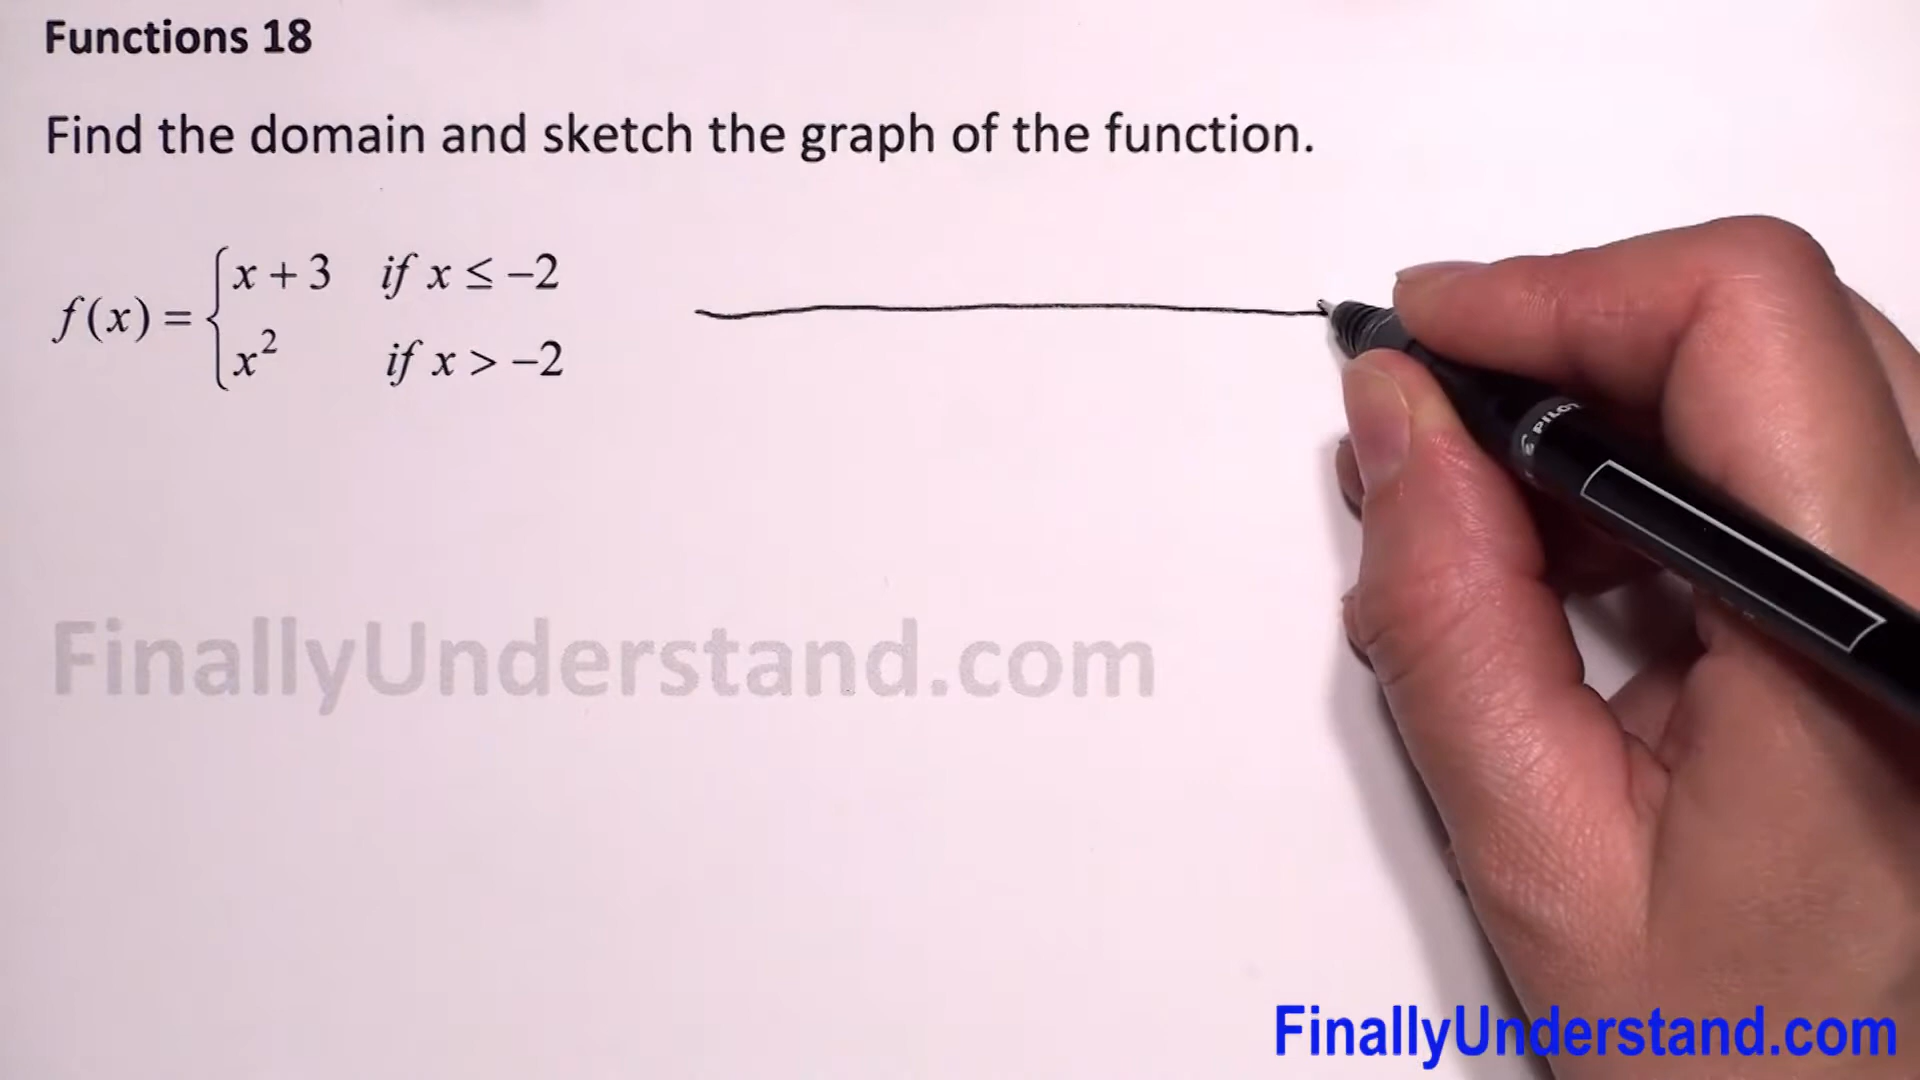 Functions 18
Find the domain and sketch the graph of the function.
f(x) = { x + 3 if x ≤ −2
x² if x > −2
PILOT
FinallyUnderstand.com
FinallyUnderstand.com